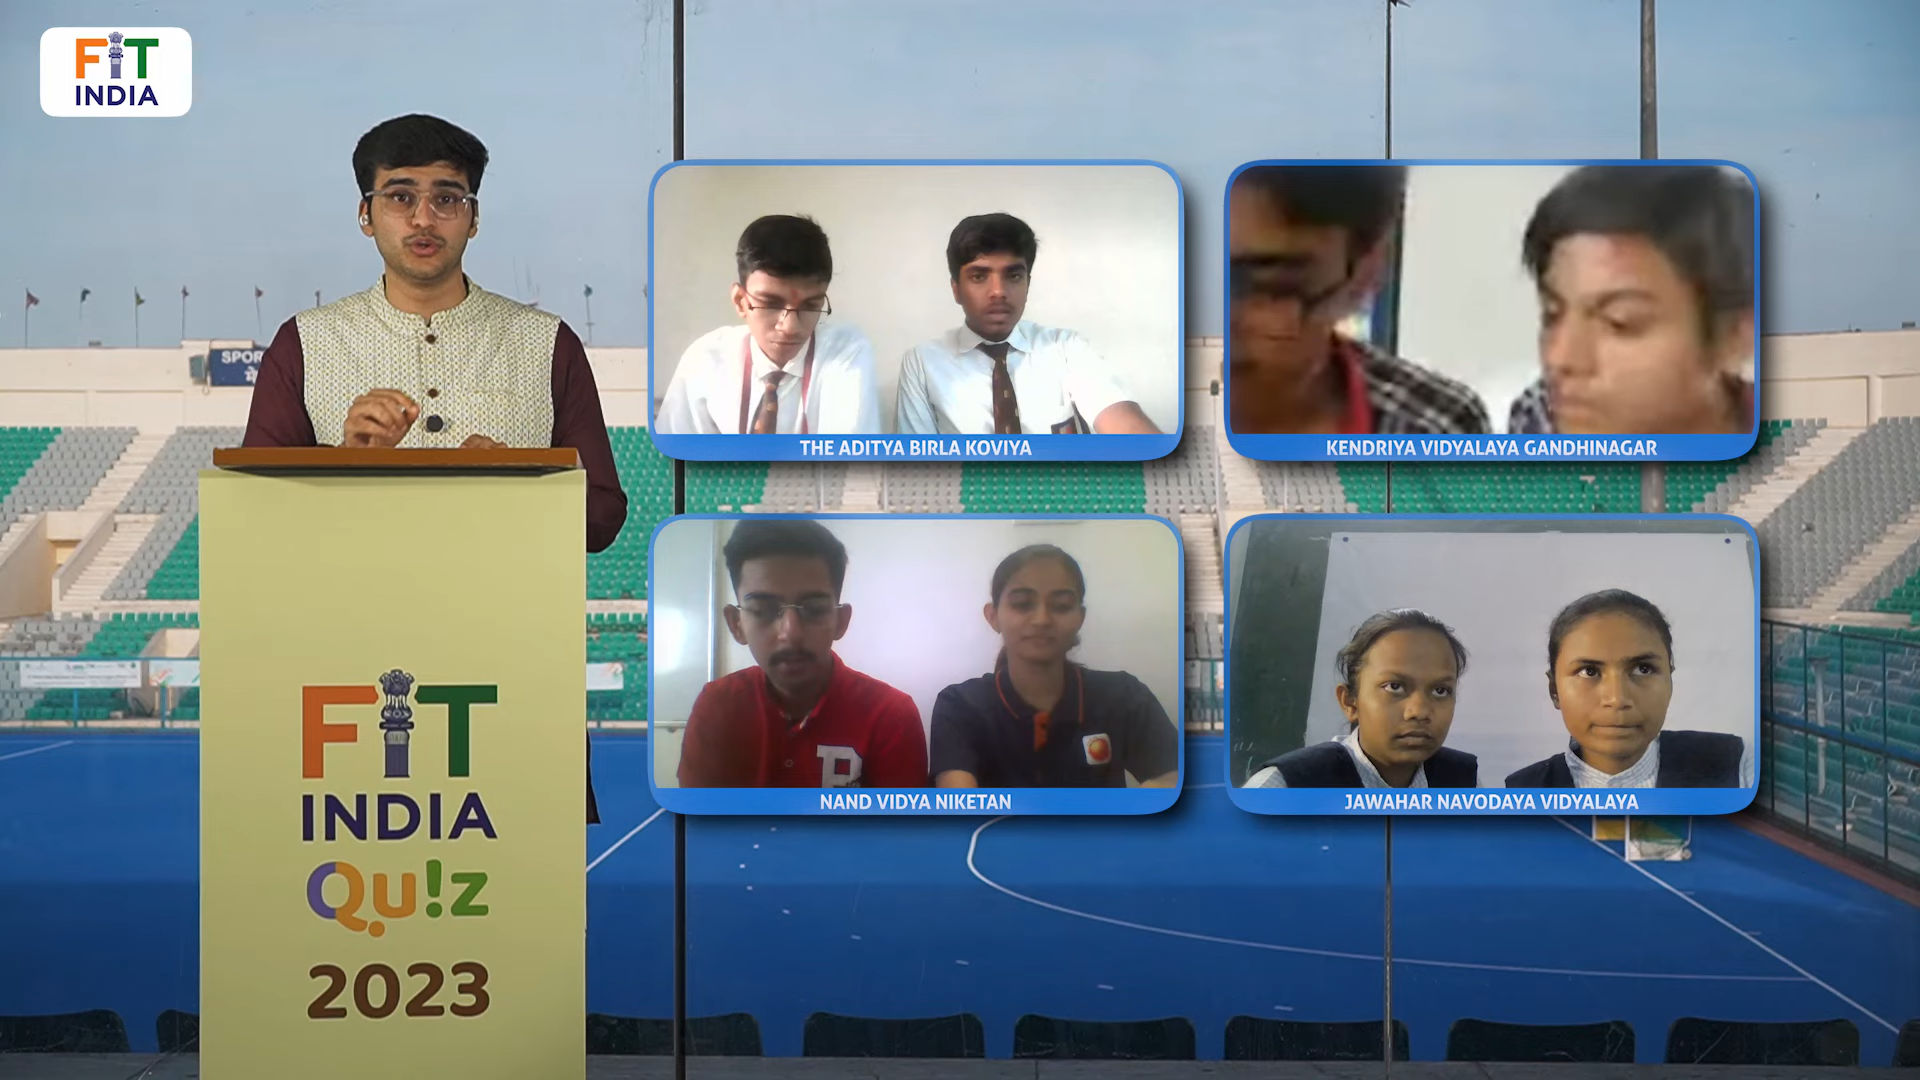 FIT
INDIA
SPOR
THE ADITYA BIRLA KOVIYA
KENDRIYA VIDYALAYA GANDHINAGAR
NAND VIDYA NIKETAN
JAWAHAR NAVODAYA VIDYALAYA
FIT
INDIA
Qu!z
2023